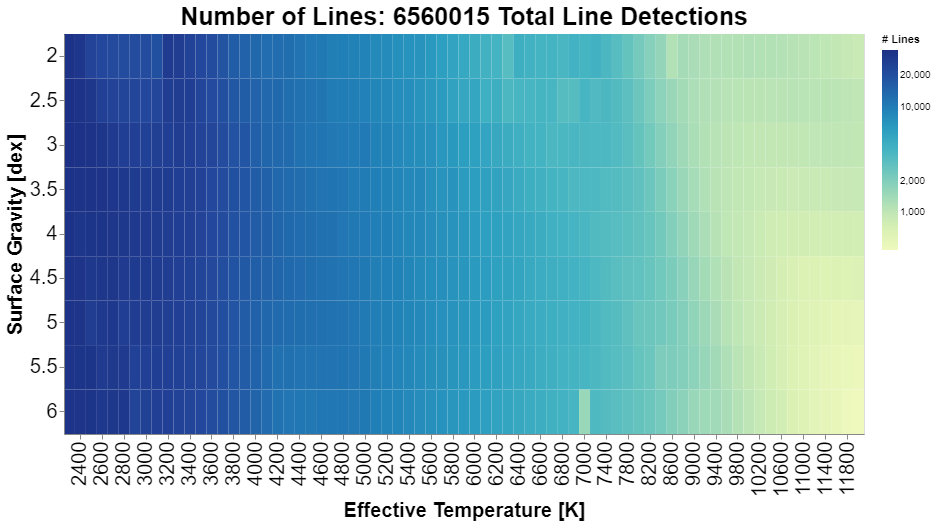 Number of Lines: 6560015 Total Line Detections
# Lines
20,000
10,000
2,000
1,000
Surface Gravity [dex]
2
2.5
3
3.5
4
4.5
5
5.5
6
2400 2600 2800 3000 3200 3400 3600 3800 4000 4200 4400 4600 4800 5000 5200 5400 5600 5800 6000 6200 6400 6600 6800 7000 7400 7800 8200 8600 9000 9400 9800 10200 10600 11000 11400 11800
Effective Temperature [K]